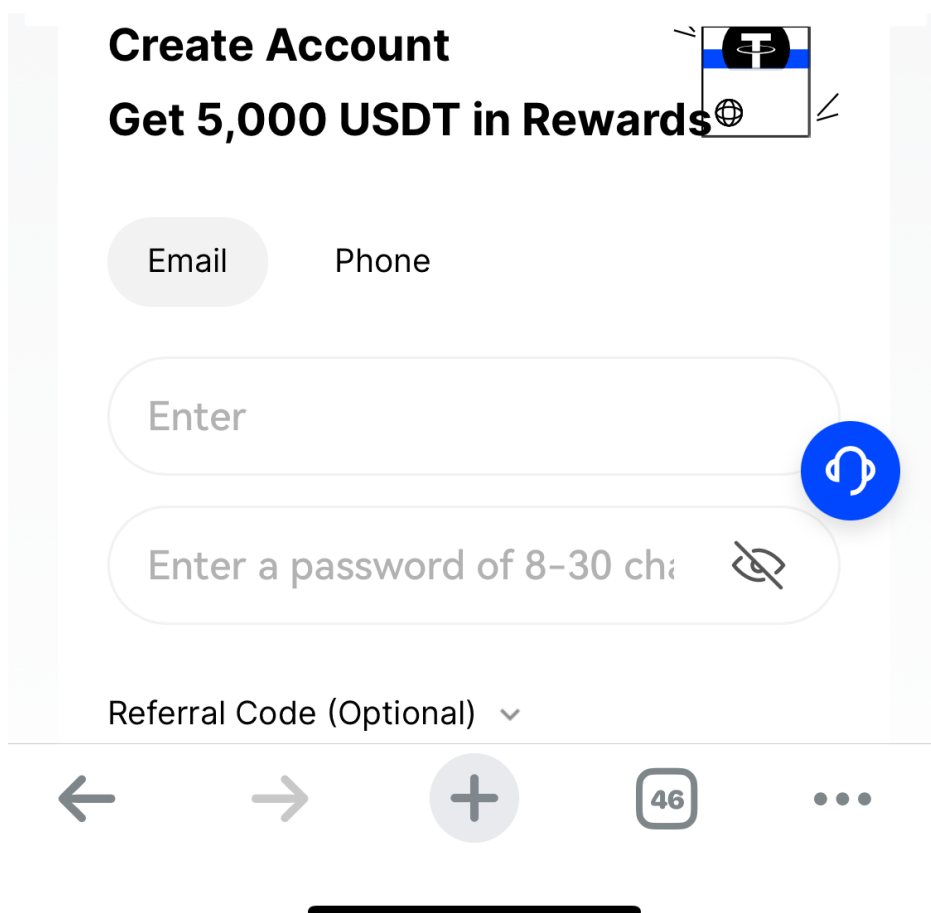 Create Account
Get 5,000 USDT in Rewards
Email Phone
Enter
Enter a password of 8-30 cha
Referral Code (Optional)
46